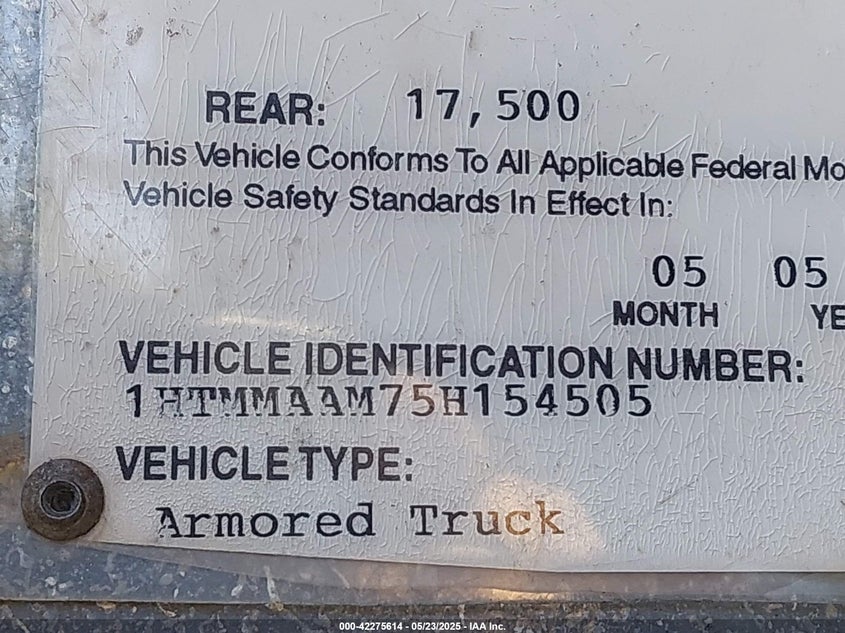 REAR: 17,500
This Vehicle Conforms To All Applicable Federal Mo
Vehicle Safety Standards In Effect In:
05 05
MONTH YE
VEHICLE IDENTIFICATION NUMBER:
1HTMMAAM75H154505
VEHICLE TYPE:
Armored Truck
000-42275614 - 05/23/2025 - IAA Inc.